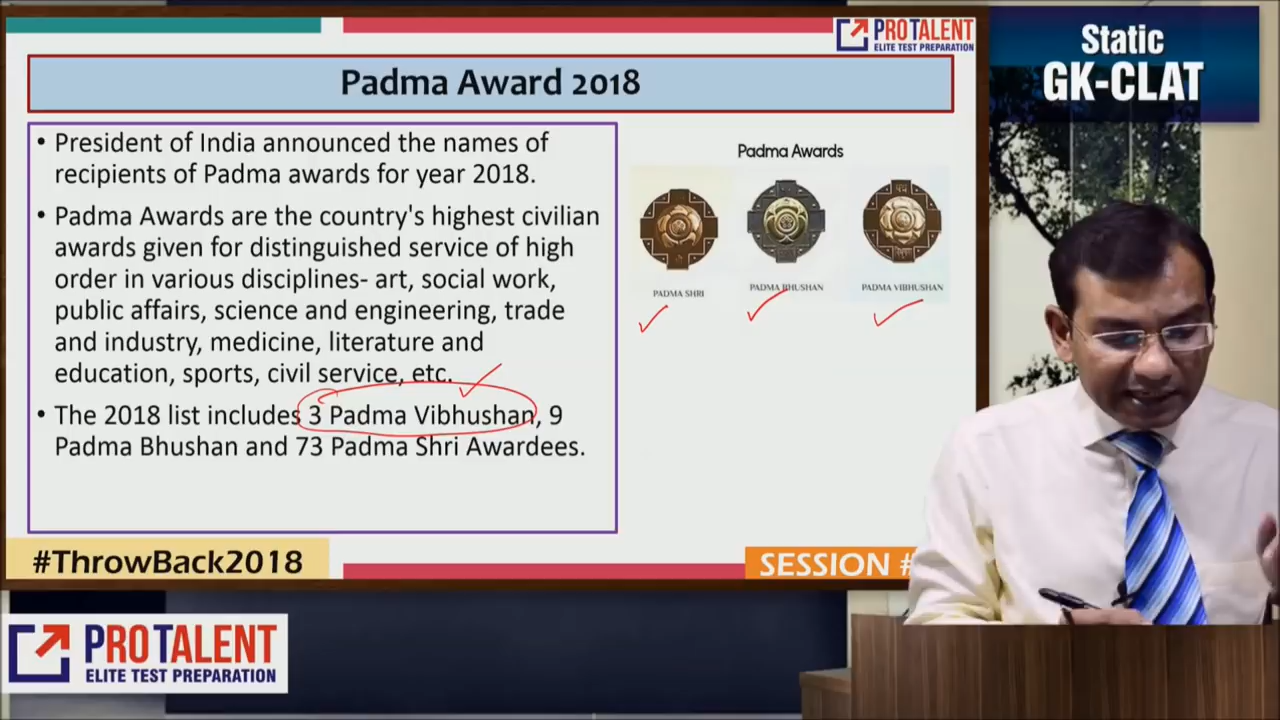 PROTALENT
ELITE TEST PREPARATION
Static
GK-CLAT
Padma Award 2018
• President of India announced the names of
recipients of Padma awards for year 2018.
• Padma Awards are the country's highest civilian
awards given for distinguished service of high
order in various disciplines- art, social work,
public affairs, science and engineering, trade
and industry, medicine, literature and
education, sports, civil service, etc.
• The 2018 list includes 3 Padma Vibhushan, 9
Padma Bhushan and 73 Padma Shri Awardees.
Padma Awards
PADMA SHRI
PADMA BHUSHAN
PADMA VIBHUSHAN
#ThrowBack2018
SESSION #
PROTALENT
ELITE TEST PREPARATION